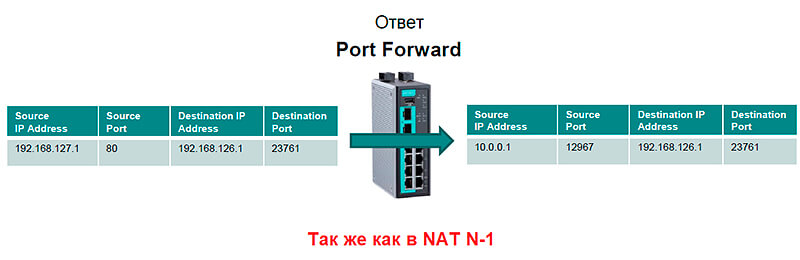 Ответ
Port Forward
Source IP Address Source Port Destination IP Address Destination Port
192.168.127.1 80 192.168.126.1 23761
Source IP Address Source Port Destination IP Address Destination Port
10.0.0.1 12967 192.168.126.1 23761
Так же как в NAT N-1